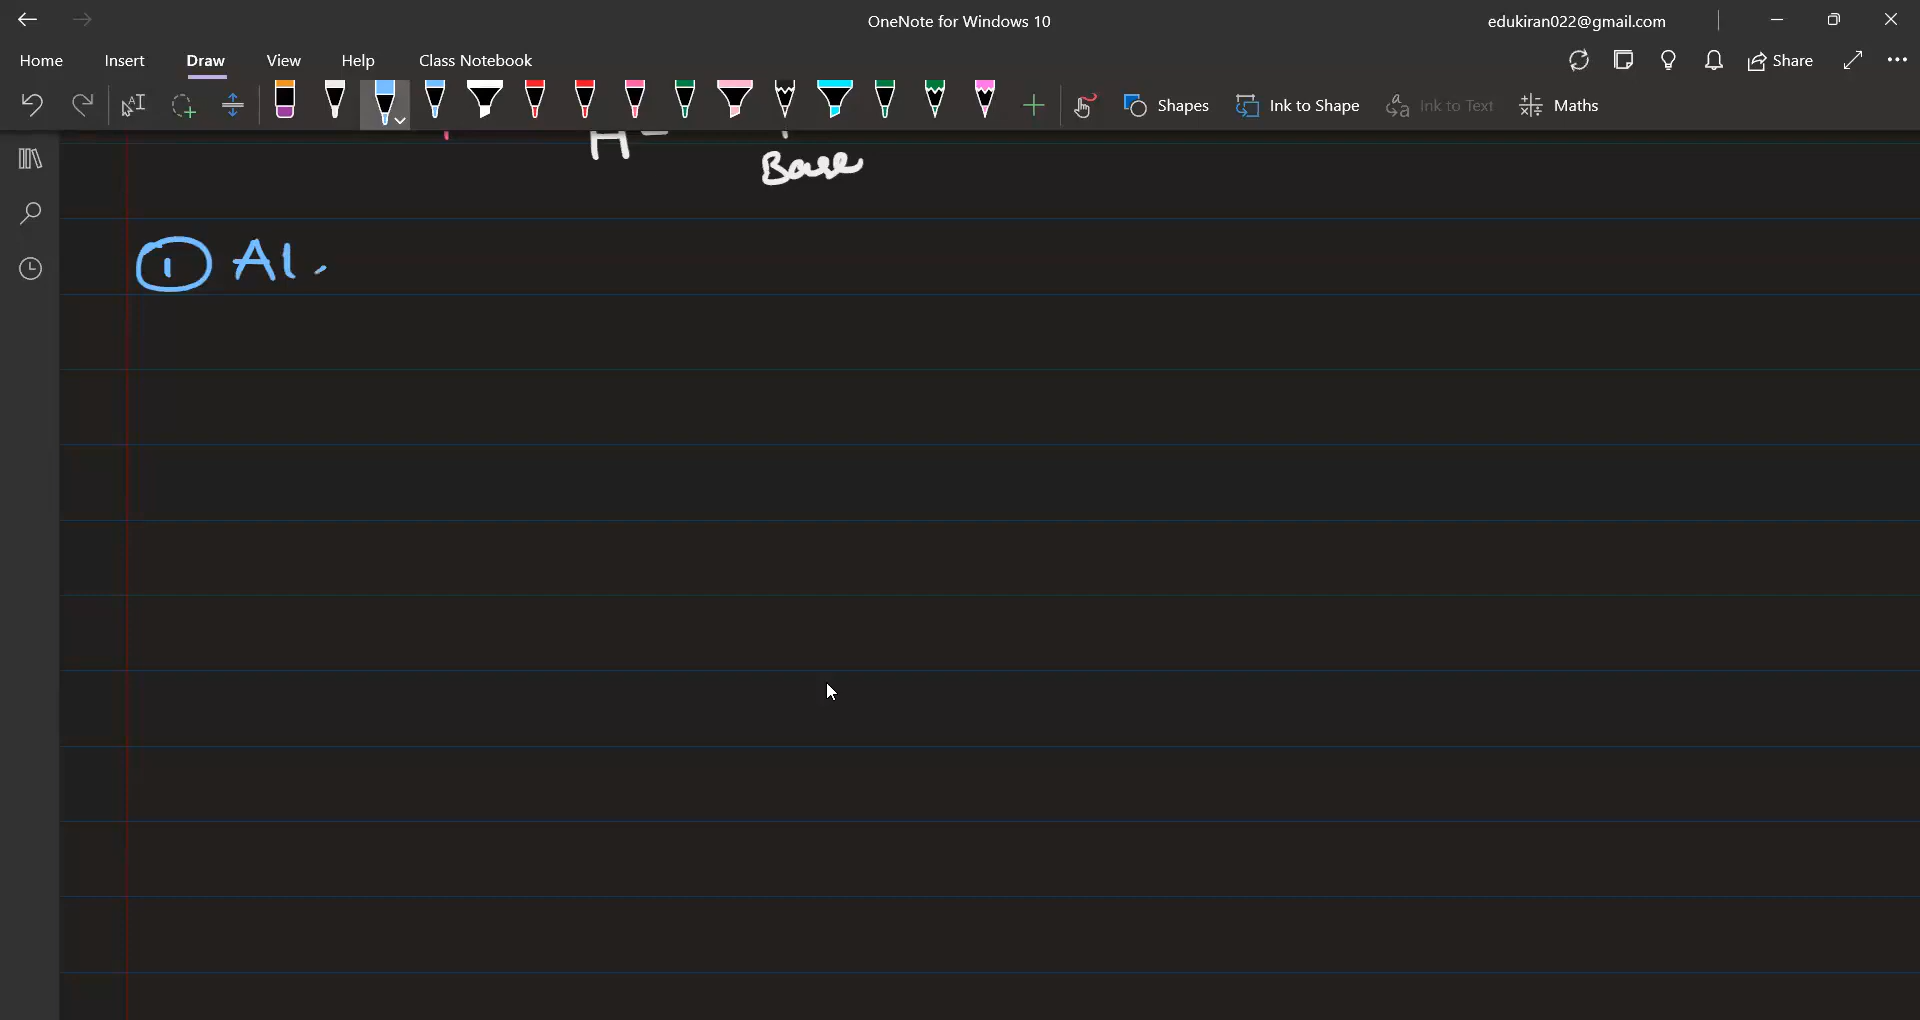 OneNote for Windows 10
edukiran022@gmail.com
Home Insert Draw View Help Class Notebook
Share
Shapes Ink to Shape Ink to Text Maths
H
Base
1 Al,